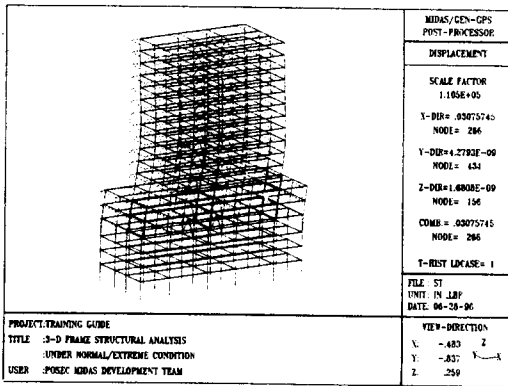 MIDAS/GEN-GPS
POST-PROCESSOR
DISPLACEMENT
SCALE FACTOR
1.105E+05
X-DIR= .03075745
NODE= 266
Y-DIR=4.2793E-09
NODE= 434
Z-DIR=1.6808E-09
NODE= 156
COMB.= .03075745
NODE= 266
T-HIST LDCASE= 1
FILE : ST
UNIT: IN ,LBF
DATE: 06-28-96
VIEW-DIRECTION
X: -.483
Y: -.837
Z: .259
Z
Y
X
PROJECT:TRAINING GUIDE
TITLE :3-D FRAME STRUCTURAL ANALYSIS
:UNDER NORMAL/EXTREME CONDITION
USER :POSEC MIDAS DEVELOPMENT TEAM